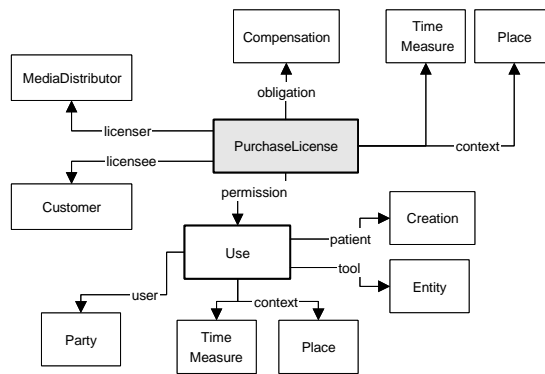 Compensation
Time
Measure
Place
MediaDistributor
obligation
licenser
PurchaseLicense
context
licensee
permission
Customer
Creation
Use
patient
tool
Entity
user
context
Party
Time
Measure
Place